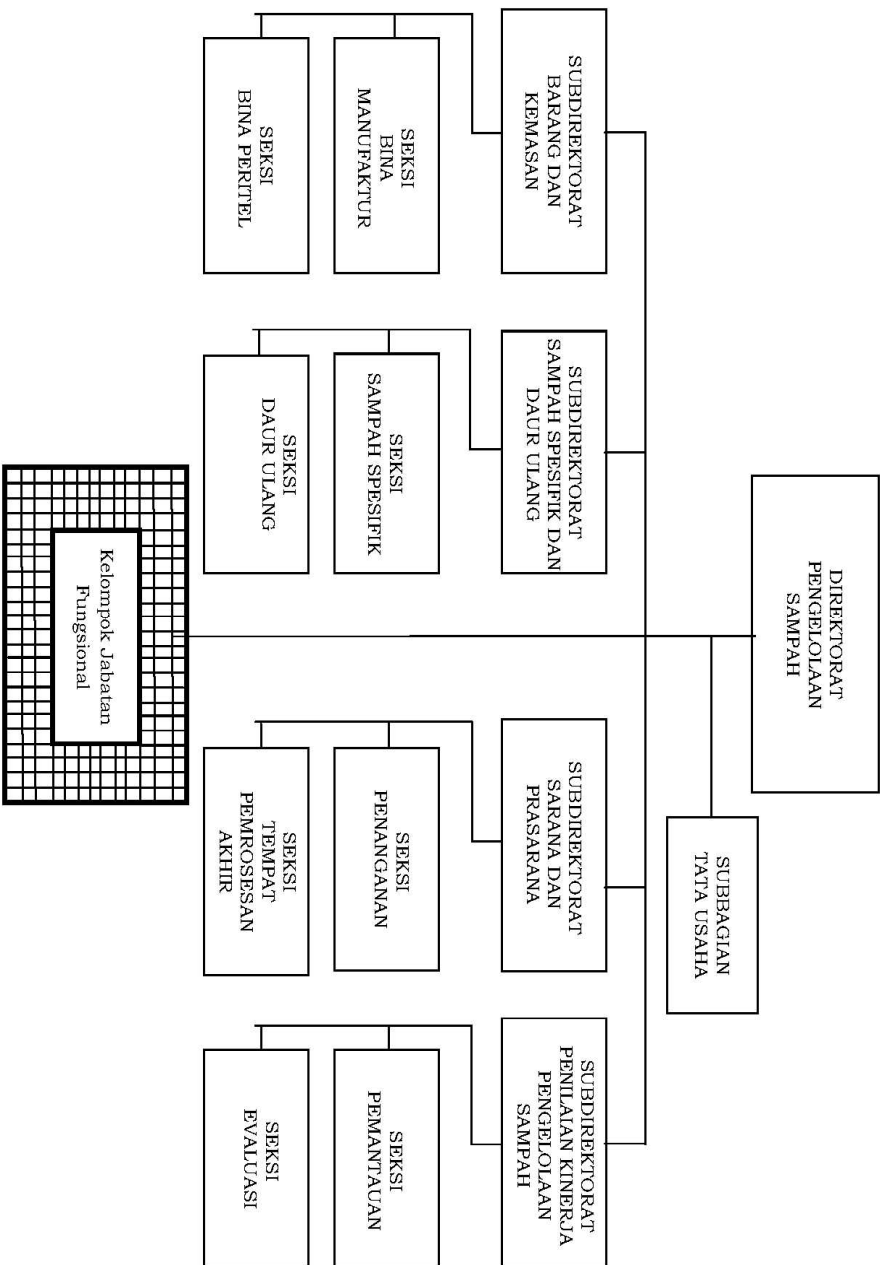 DIREKTORAT
PENGELOLAAN
SAMPAH
SUBBAGIAN
TATA USAHA
SUBDIREKTORAT
BARANG DAN
KEMASAN
SUBDIREKTORAT
SAMPAH SPESIFIK DAN
DAUR ULANG
SUBDIREKTORAT
SARANA DAN
PRASARANA
SUBDIREKTORAT
PENILAIAN KINERJA
PENGELOLAAN
SAMPAH
SEKSI
BINA
MANUFAKTUR
SEKSI
SAMPAH SPESIFIK
SEKSI
PENANGANAN
SEKSI
PEMANTAUAN
SEKSI
BINA PERITEL
SEKSI
DAUR ULANG
SEKSI
TEMPAT
PEMROSESAN
AKHIR
SEKSI
EVALUASI
Kelompok Jabatan
Fungsional